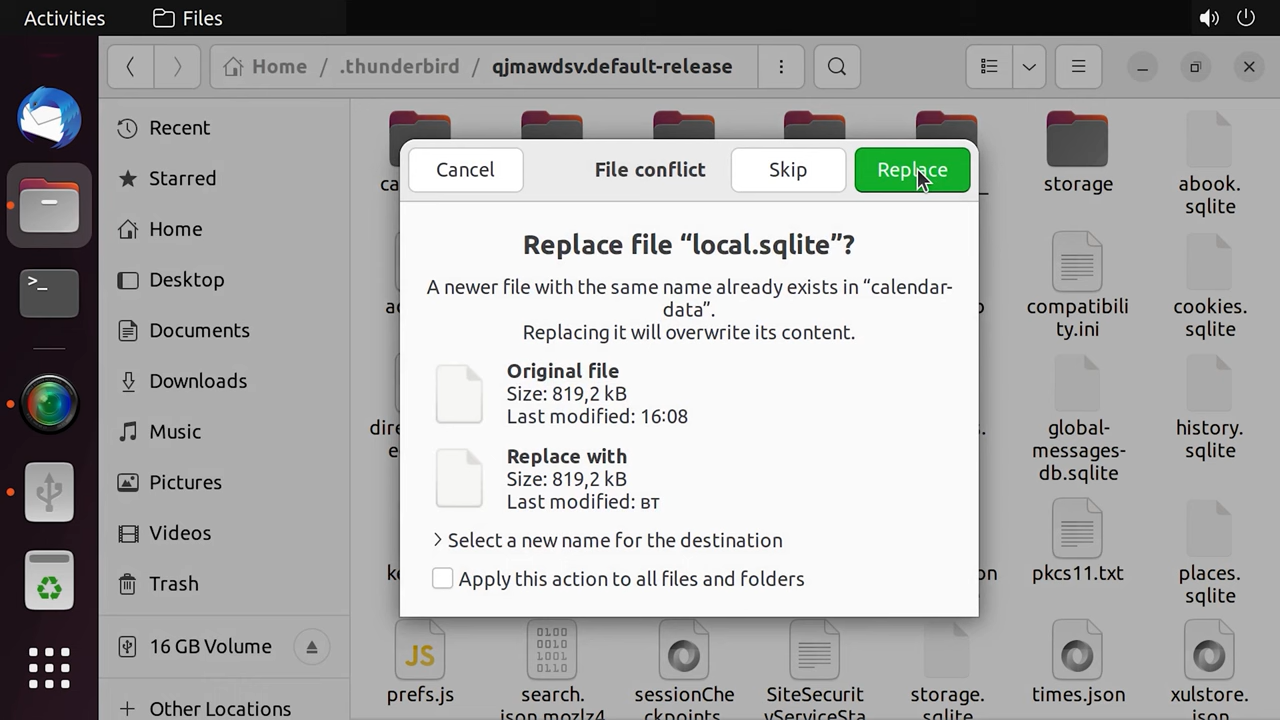 Activities Files
Home / .thunderbird / qjmawdsv.default-release
Recent
Starred
Home
Desktop
Documents
Downloads
Music
Pictures
Videos
Trash
16 GB Volume
Other Locations
Cancel File conflict Skip Replace
Replace file “local.sqlite”?
A newer file with the same name already exists in “calendar-
data”.
Replacing it will overwrite its content.
Original file
Size: 819,2 kB
Last modified: 16:08
Replace with
Size: 819,2 kB
Last modified: вт
Select a new name for the destination
Apply this action to all files and folders
storage
abook.
sqlite
compatibili
ty.ini
cookies.
sqlite
global-
messages-
db.sqlite
history.
sqlite
pkcs11.txt
places.
sqlite
prefs.js
search.
json.mozlz4
sessionChe
ckpoints.
SiteSecurit
yServiceSta
storage.
sqlite
times.json
xulstore.
json